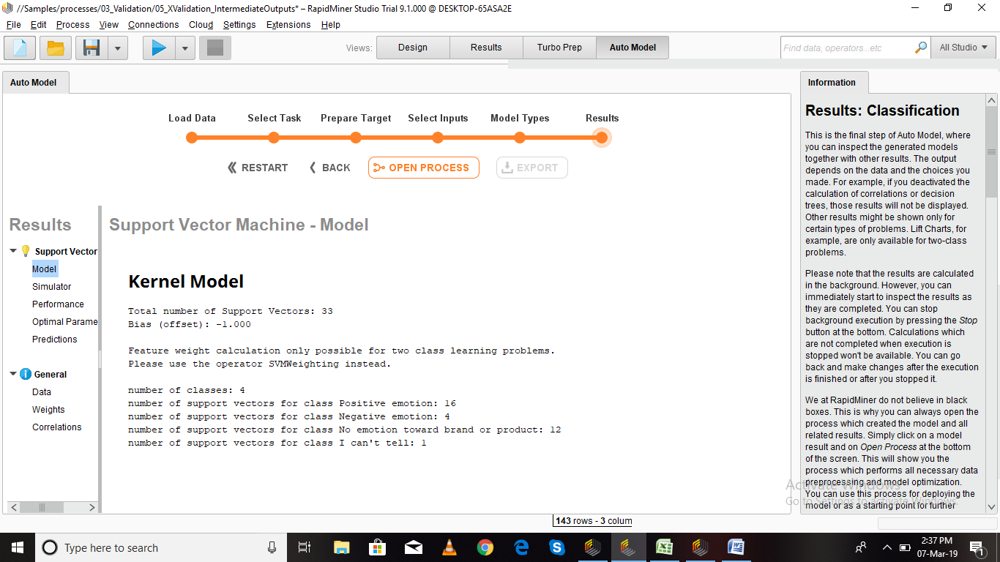 //Samples/processes/03_Validation/05_XValidation_IntermediateOutputs* – RapidMiner Studio Trial 9.1.000 @ DESKTOP-65ASA2E
File Edit Process View Connections Cloud Settings Extensions Help
Views: Design Results Turbo Prep Auto Model
Find data, operators...etc
All Studio
Auto Model
Load Data Select Task Prepare Target Select Inputs Model Types Results
RESTART BACK OPEN PROCESS EXPORT
Results
Support Vector
Model
Simulator
Performance
Optimal Parame
Predictions
General
Data
Weights
Correlations
Support Vector Machine - Model
Kernel Model
Total number of Support Vectors: 33
Bias (offset): -1.000
Feature weight calculation only possible for two class learning problems.
Please use the operator SVMWeighting instead.
number of classes: 4
number of support vectors for class Positive emotion: 16
number of support vectors for class Negative emotion: 4
number of support vectors for class No emotion toward brand or product: 12
number of support vectors for class I can't tell: 1
143 rows - 3 colum
Information
Results: Classification
This is the final step of Auto Model, where
you can inspect the generated models
together with other results. The output
depends on the data and the choices you
made. For example, if you deactivated the
calculation of correlations or decision
trees, those results will not be displayed.
Other results might be shown only for
certain types of problems. Lift Charts, for
example, are only available for two-class
problems.
Please note that the results are calculated
in the background. However, you can
immediately start to inspect the results as
they are completed. You can stop
background execution by pressing the Stop
button at the bottom. Calculations which
are not completed when execution is
stopped won't be available. You can go
back and make changes after the execution
is finished or after you stopped it.
We at RapidMiner do not believe in black
boxes. This is why you can always open the
process which created the model and all
related results. Simply click on a model
result and on Open Process at the bottom
of the screen. This will show you the
process which performs all necessary data
preprocessing and model optimization.
You can use this process for deploying the
model or as a starting point for further
Activate Windows
Go to Settings to activate Windows.
Type here to search
2:37 PM
07-Mar-19
1